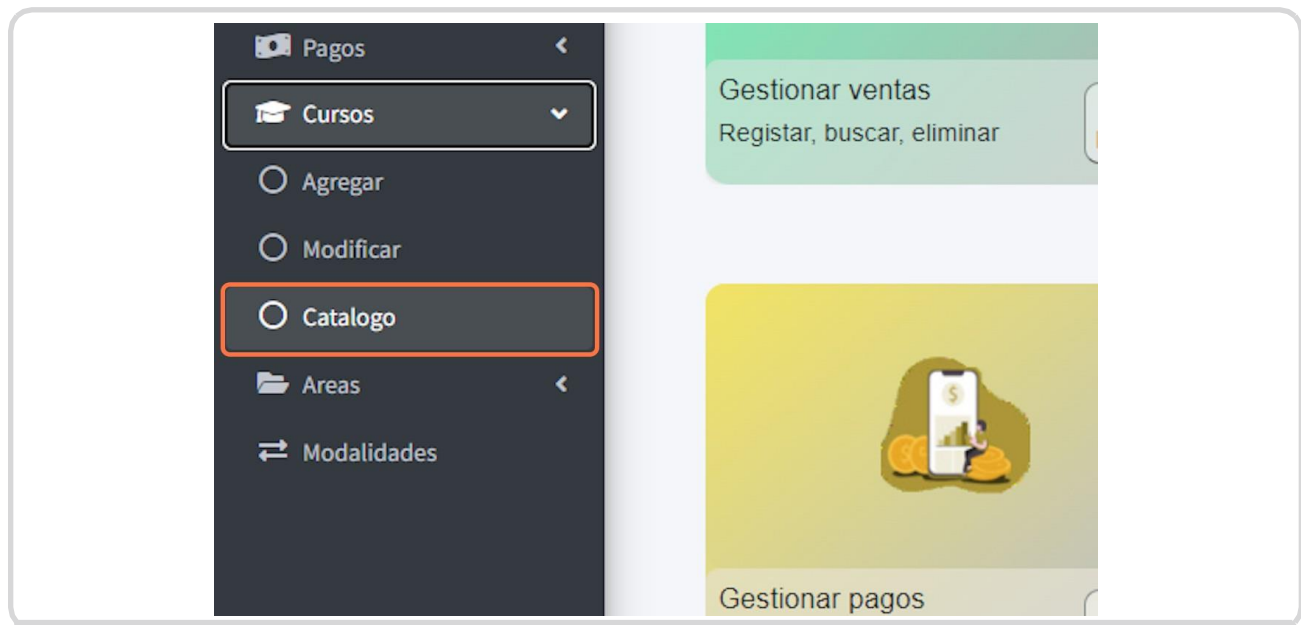 Pagos
Cursos
Agregar
Modificar
Catalogo
Areas
Modalidades
Gestionar ventas
Registar, buscar, eliminar
$
Gestionar pagos